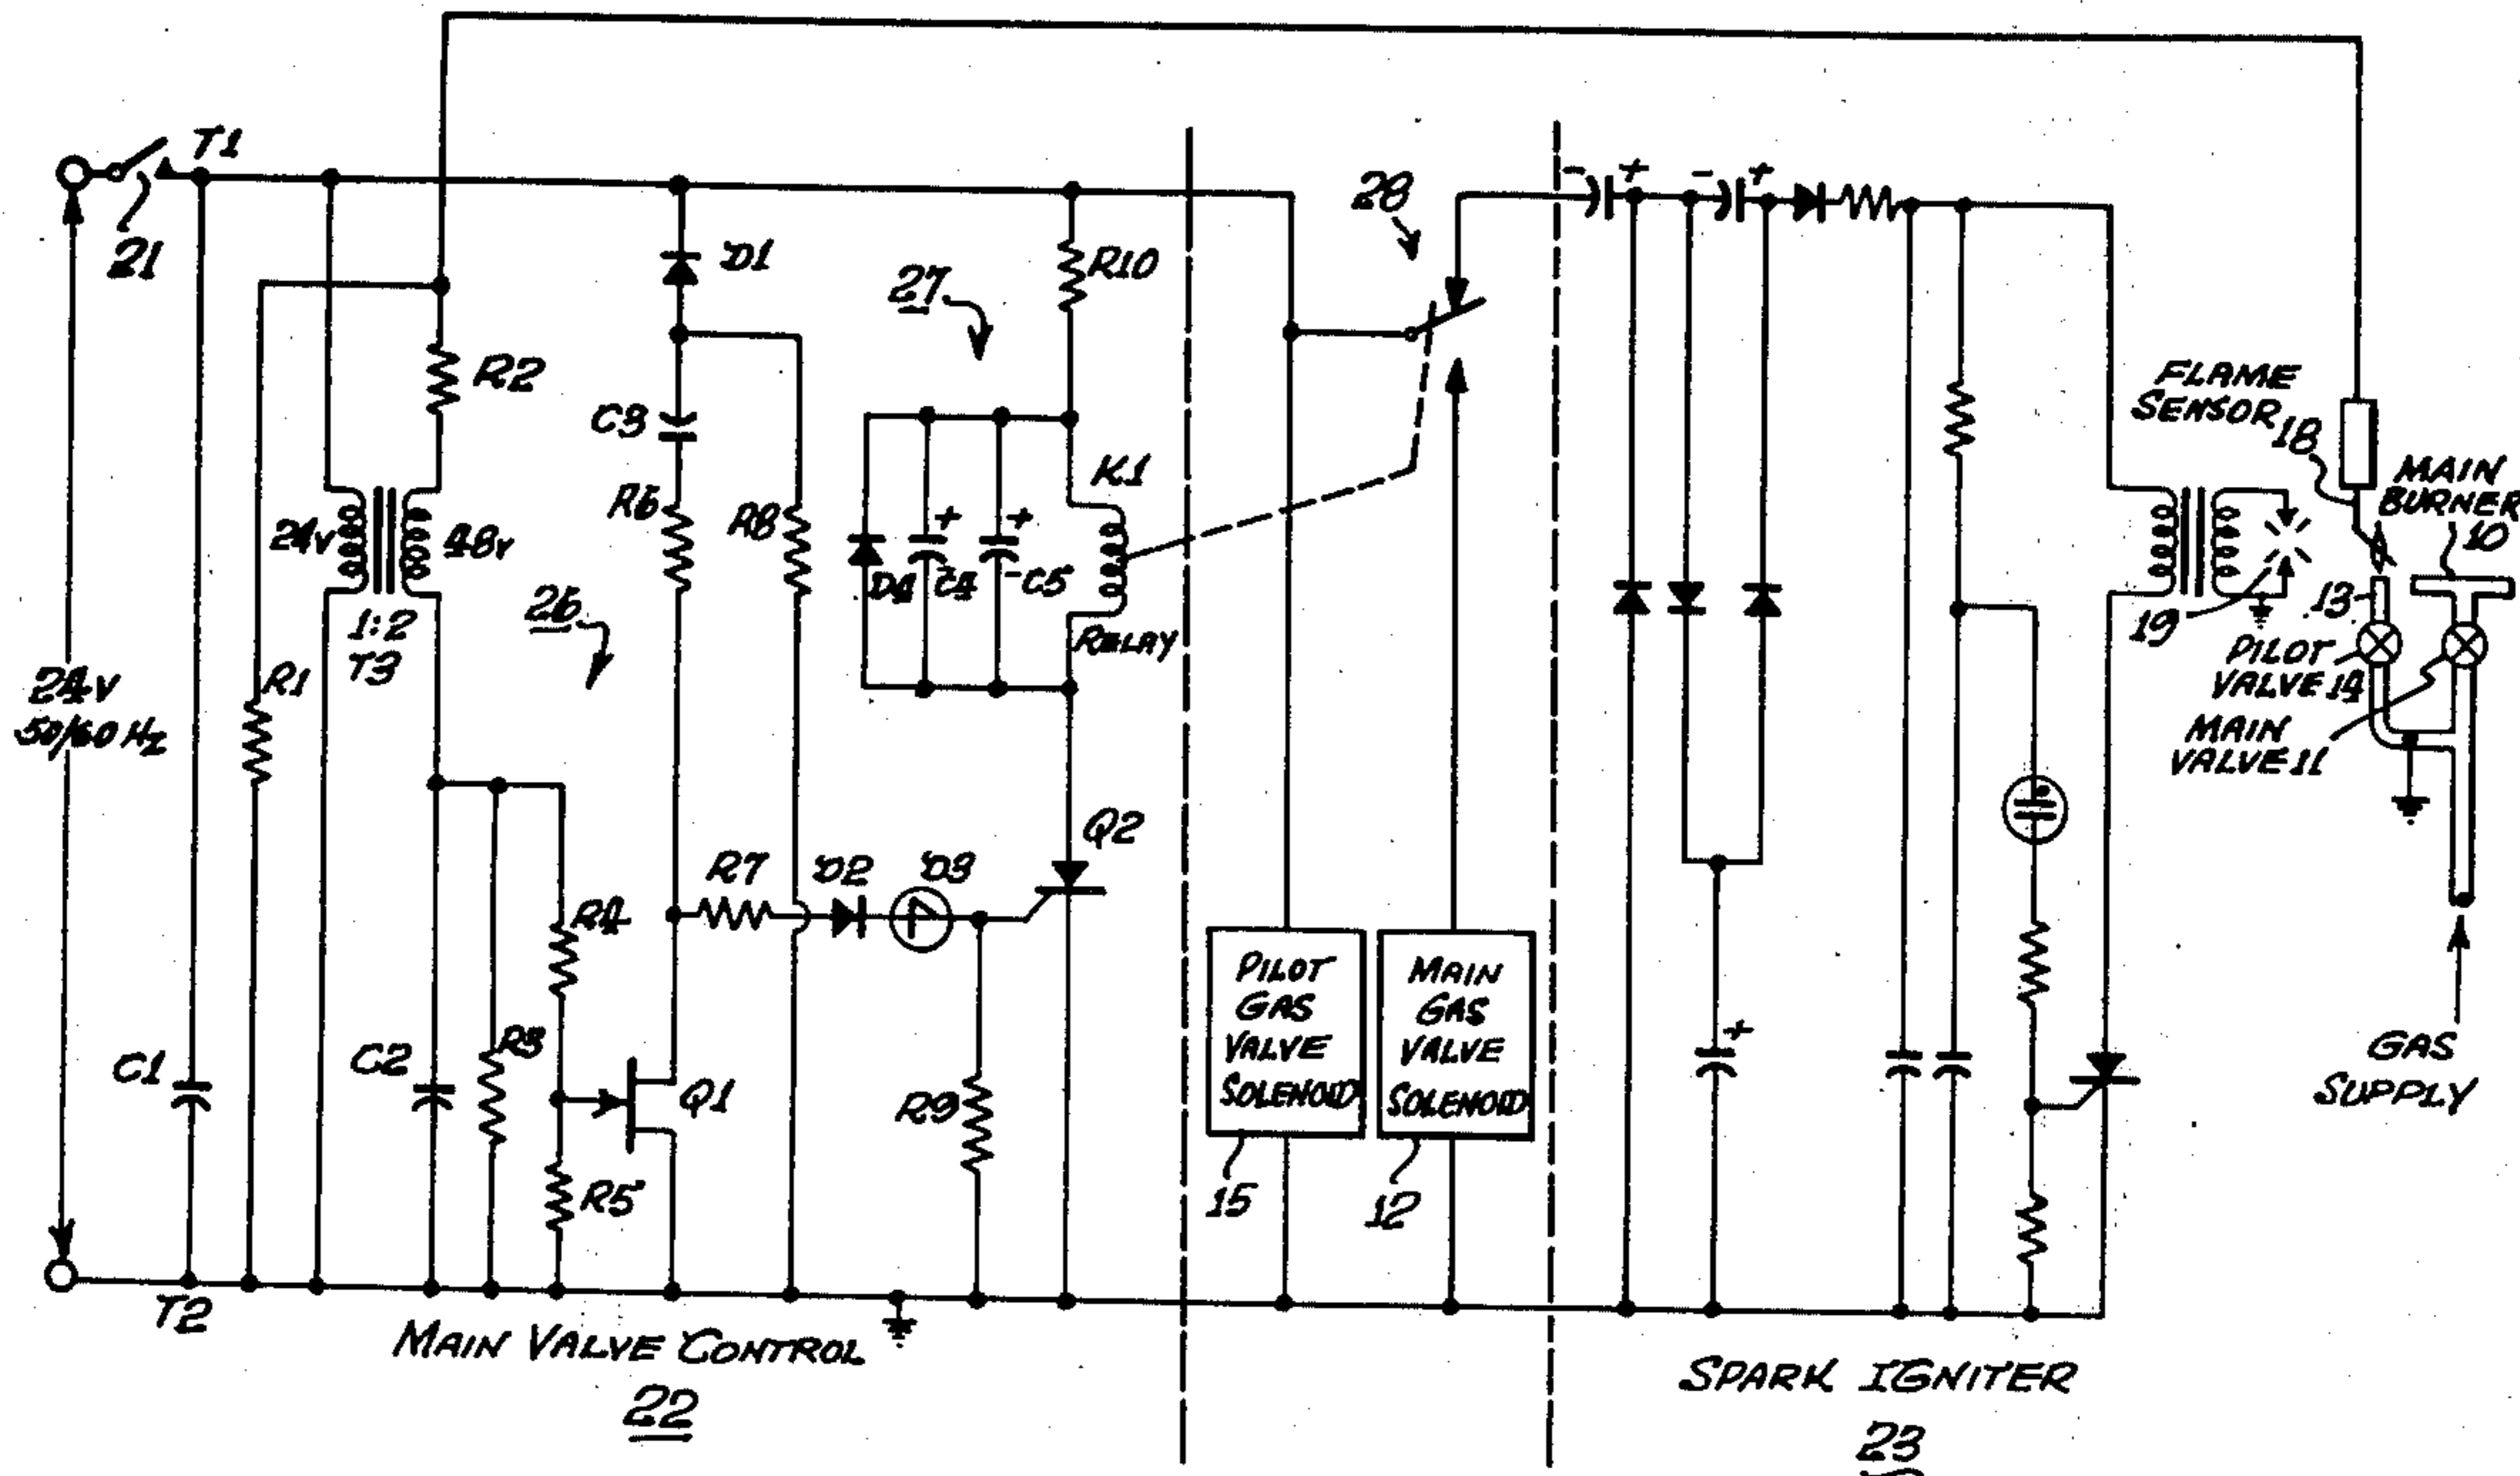 T1
21
28
- +
- +
D1
27
R10
R2
FLAME
SENSOR 18
C3
K1
MAIN
BURNER
10
R6
R8
+
+
24V
48V
D4
C4
-C5
26
13
19
1:2
T3
RELAY
PILOT
VALVE 14
R1
24V
50/60 HZ
MAIN
VALVE 11
Q2
R7
D2
D3
R4
PILOT
GAS
VALVE
SOLENOID
MAIN
GAS
VALVE
SOLENOID
+
GAS
SUPPLY
C1
C2
R3
Q1
R9
R5
15
12
T2
MAIN VALVE CONTROL
22
SPARK IGNITER
23